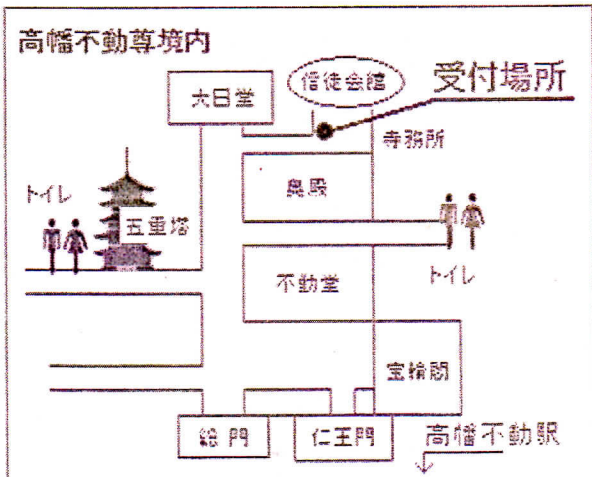 高幡不動尊境内
大日堂
信徒会館
受付場所
寺務所
奥殿
トイレ
五重塔
不動堂
トイレ
宝輪閣
総門
仁王門
高幡不動駅